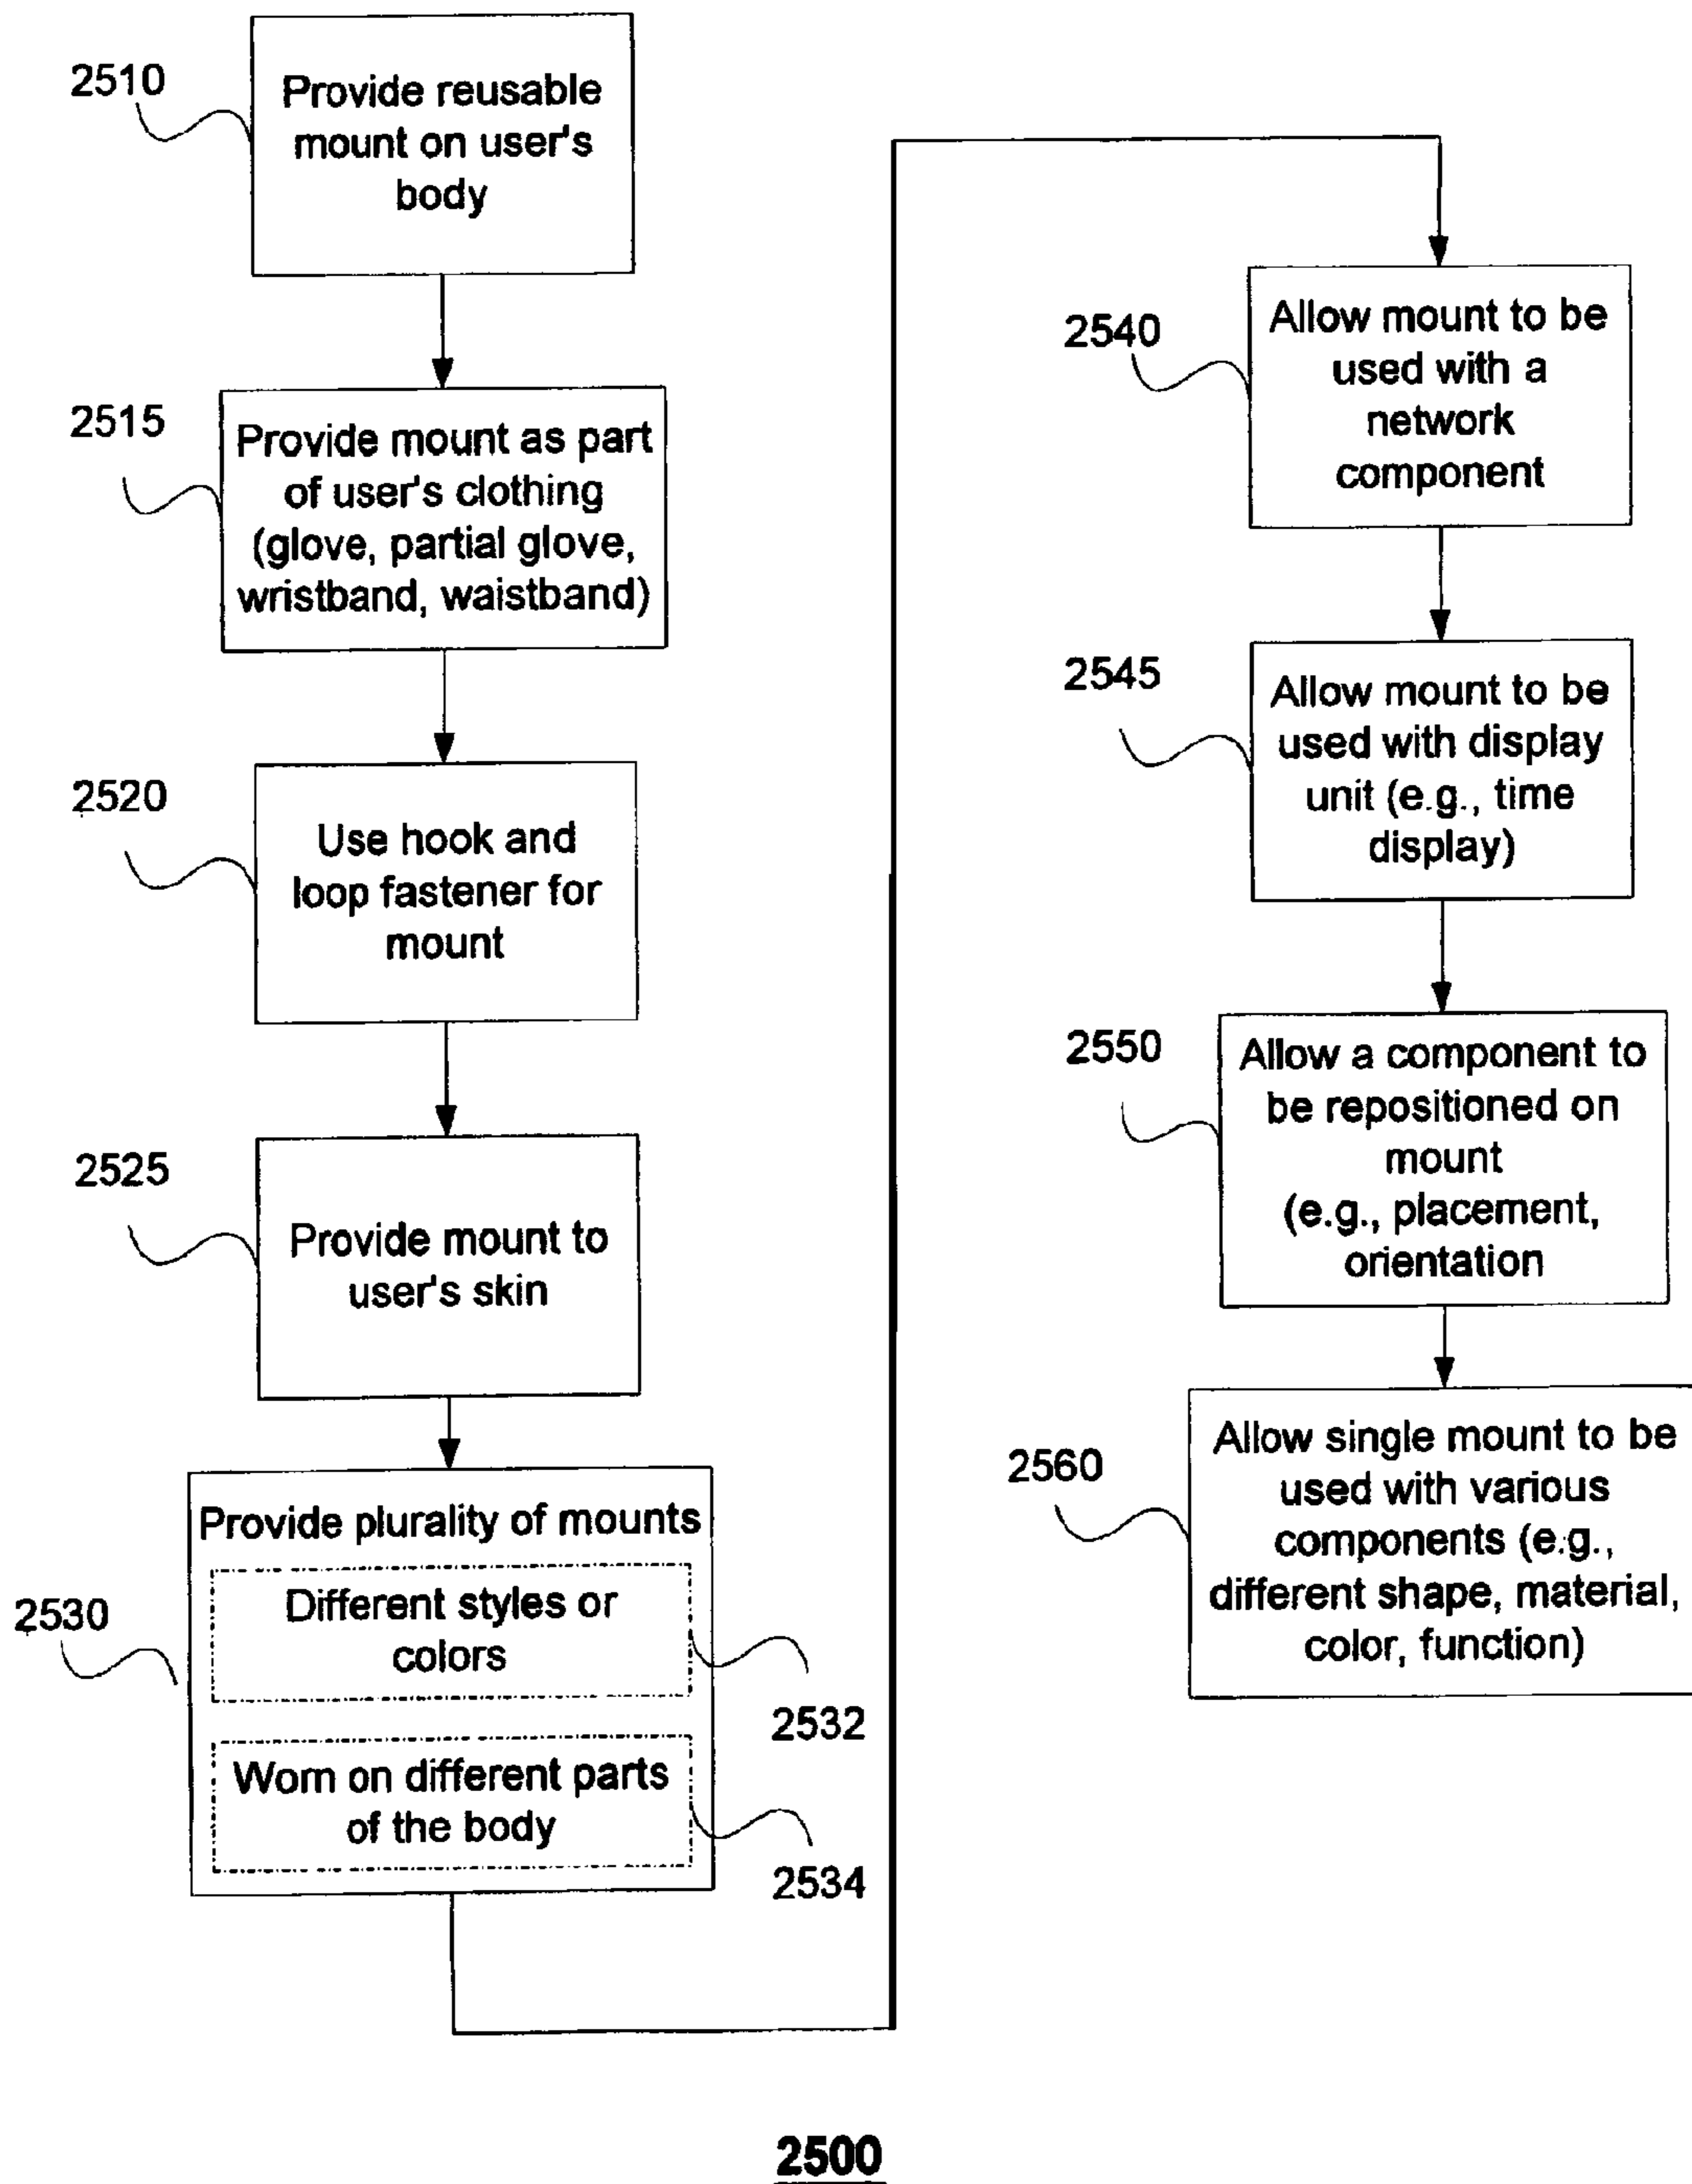 2510
Provide reusable
mount on user's
body
2515
Provide mount as part
of user's clothing
(glove, partial glove,
wristband, waistband)
2520
Use hook and
loop fastener for
mount
2525
Provide mount to
user's skin
2530
Provide plurality of mounts
Different styles or
colors
2532
Worn on different parts
of the body
2534
2540
Allow mount to be
used with a
network
component
2545
Allow mount to be
used with display
unit (e.g., time
display)
2550
Allow a component to
be repositioned on
mount
(e.g., placement,
orientation
2560
Allow single mount to be
used with various
components (e.g.,
different shape, material,
color, function)
2500